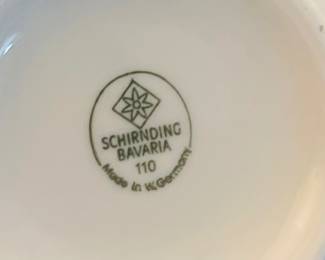 SCHIRNDING
BAVARIA
110
Made in W. Germany